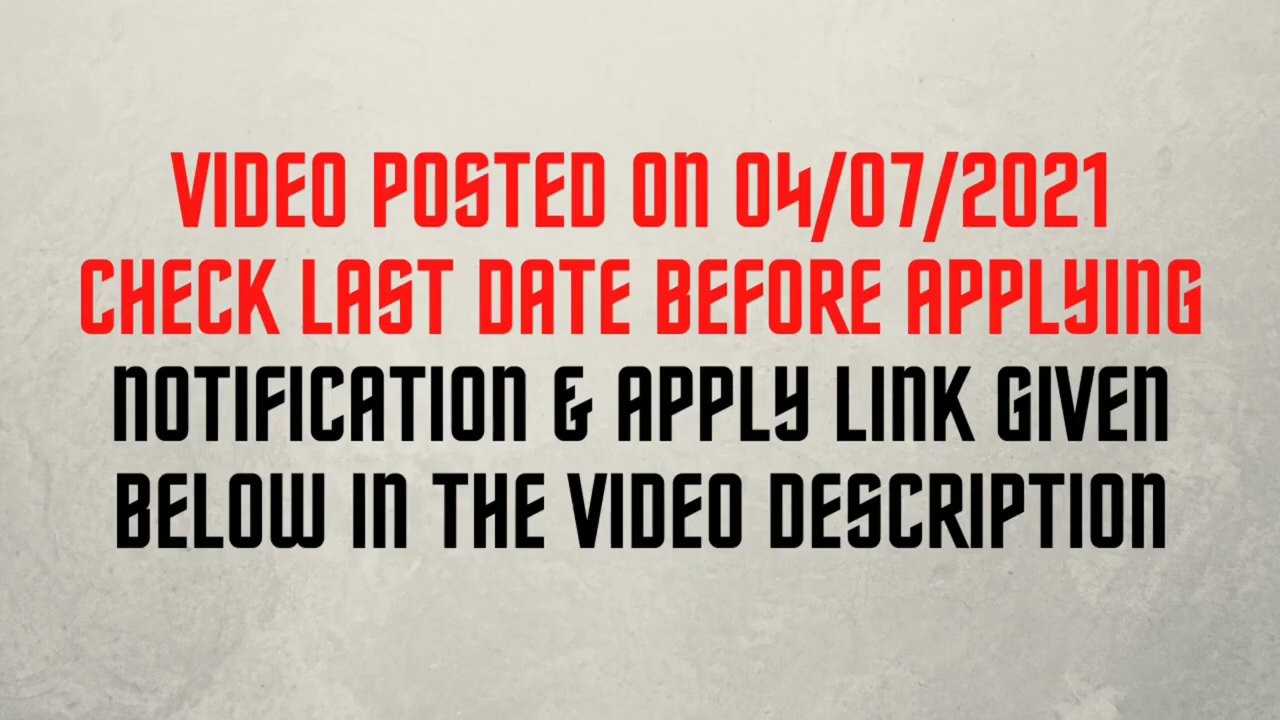 VIDEO POSTED ON 04/07/2021
CHECK LAST DATE BEFORE APPLYING
NOTIFICATION & APPLY LINK GIVEN
BELOW IN THE VIDEO DESCRIPTION